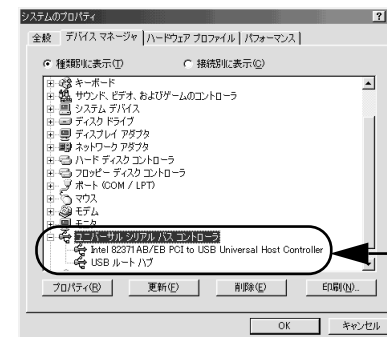 システムのプロパティ
?
全般 デバイス マネージャ ハードウェア プロファイル パフォーマンス
種類別に表示(T) 接続別に表示(C)
キーボード
サウンド、ビデオ、およびゲームのコントローラ
システム デバイス
ディスク ドライブ
ディスプレイ アダプタ
ネットワーク アダプタ
ハード ディスク コントローラ
フロッピー ディスク コントローラ
ポート (COM / LPT)
マウス
モデム
モニタ
ユニバーサル シリアル バス コントローラ
Intel 82371AB/EB PCI to USB Universal Host Controller
USB ルート ハブ
プロパティ(R) 更新(F) 削除(E) 印刷(N)...
OK キャンセル